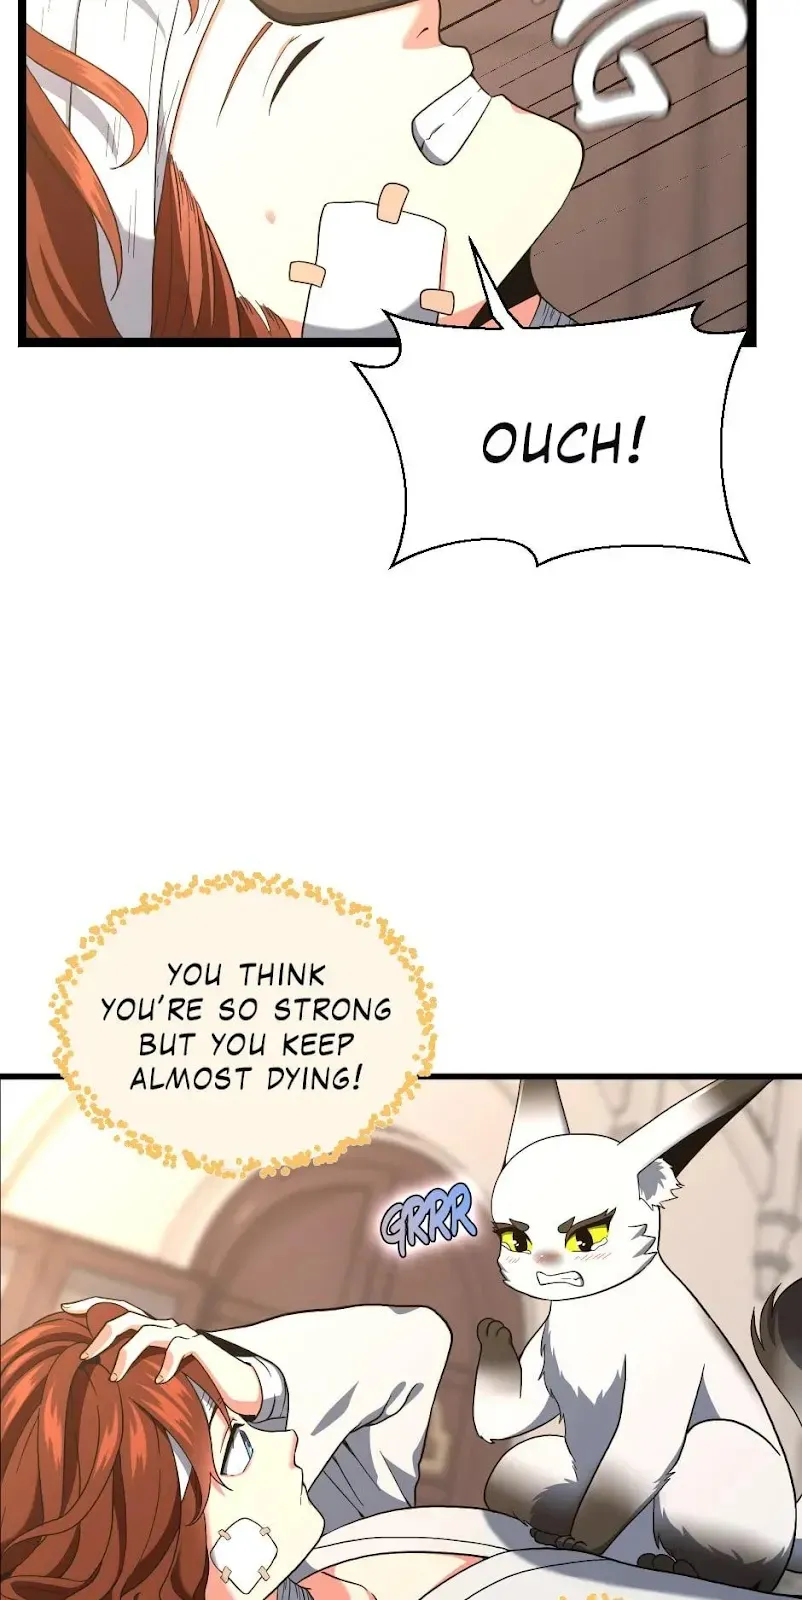 OUCH!
YOU THINK
YOU'RE SO STRONG
BUT YOU KEEP
ALMOST DYING!
GRRR